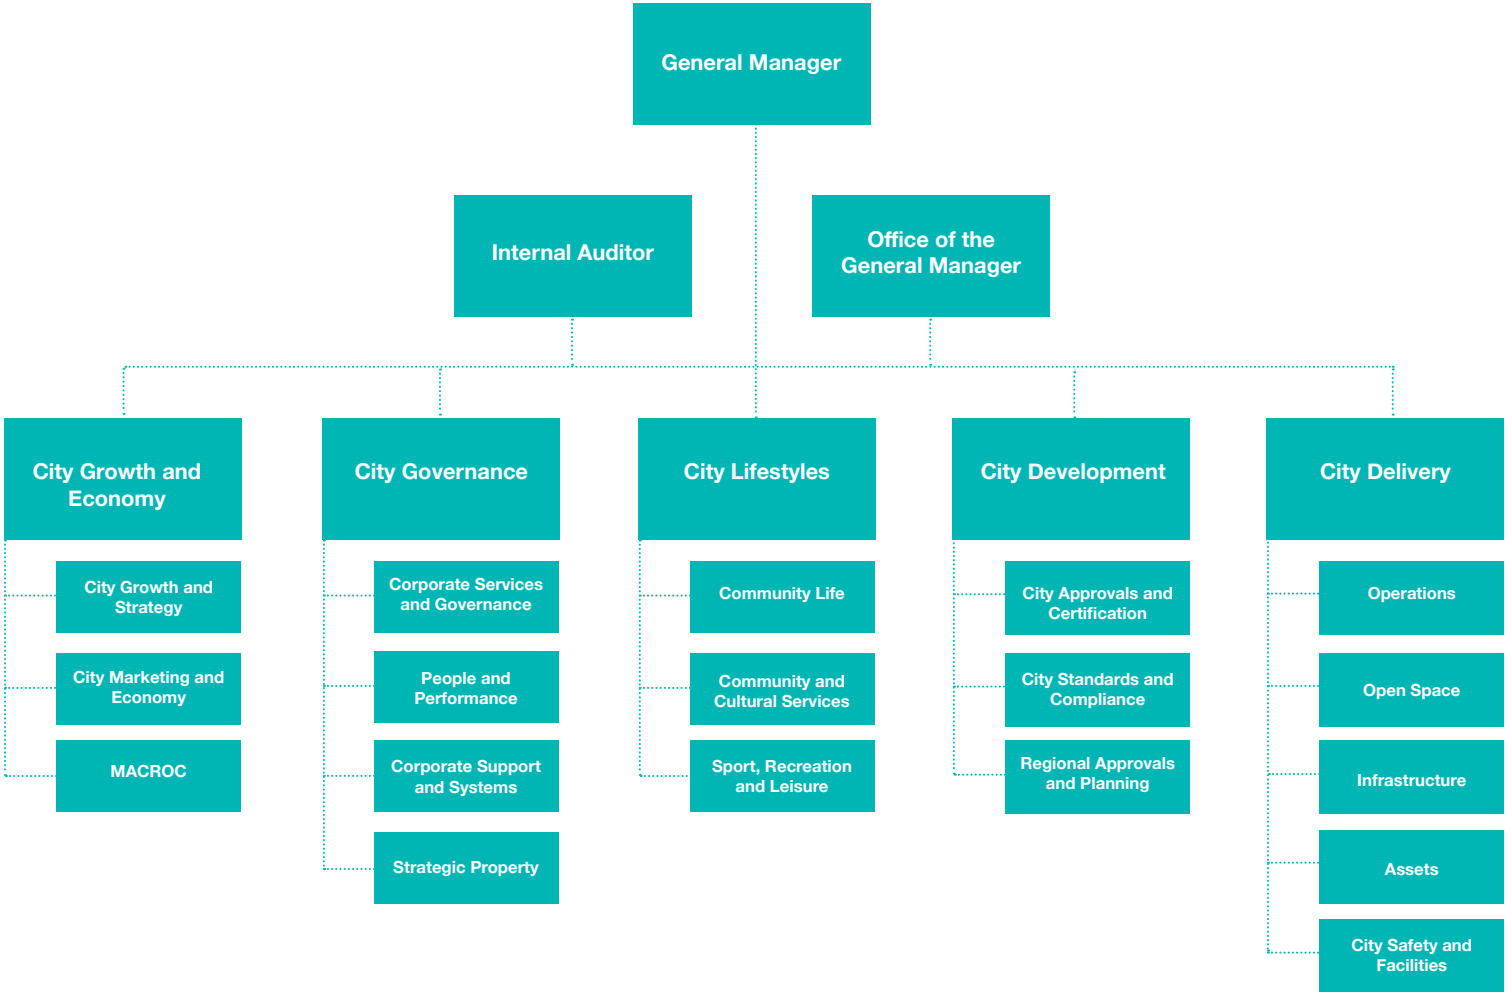 General Manager
Internal Auditor
Office of the
General Manager
City Growth and
Economy
City Governance
City Lifestyles
City Development
City Delivery
City Growth and
Strategy
City Marketing and
Economy
MACROC
Corporate Services
and Governance
People and
Performance
Corporate Support
and Systems
Strategic Property
Community Life
Community and
Cultural Services
Sport, Recreation
and Leisure
City Approvals and
Certification
City Standards and
Compliance
Regional Approvals
and Planning
Operations
Open Space
Infrastructure
Assets
City Safety and
Facilities